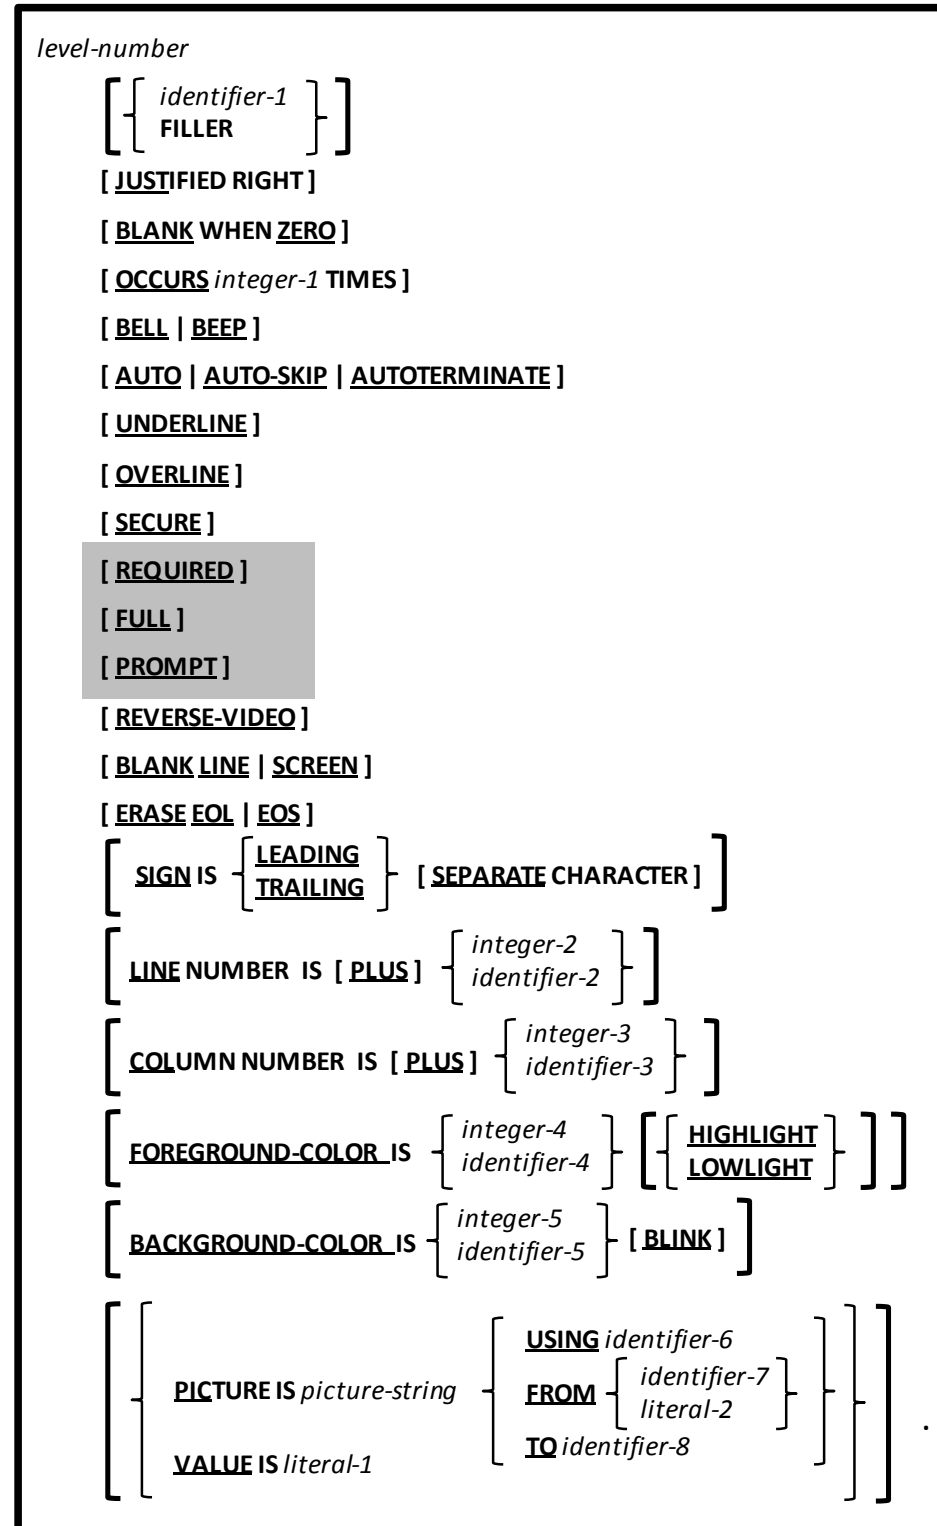 level-number
[ { identifier-1
FILLER } ]
[ JUSTIFIED RIGHT ]
[ BLANK WHEN ZERO ]
[ OCCURS integer-1 TIMES ]
[ BELL | BEEP ]
[ AUTO | AUTO-SKIP | AUTOTERMINATE ]
[ UNDERLINE ]
[ OVERLINE ]
[ SECURE ]
[ REQUIRED ]
[ FULL ]
[ PROMPT ]
[ REVERSE-VIDEO ]
[ BLANK LINE | SCREEN ]
[ ERASE EOL | EOS ]
LEADING
SIGN IS [ SEPARATE CHARACTER ]
TRAILING
integer-2
LINE NUMBER IS [ PLUS ]
identifier-2
integer-3
COLUMN NUMBER IS [ PLUS ]
identifier-3
integer-4 HIGHLIGHT
FOREGROUND-COLOR IS
identifier-4 LOWLIGHT
integer-5
BACKGROUND-COLOR IS [ BLINK ]
identifier-5
USING identifier-6
identifier-7
PICTURE IS picture-string FROM
literal-2
.
TO identifier-8
VALUE IS literal-1